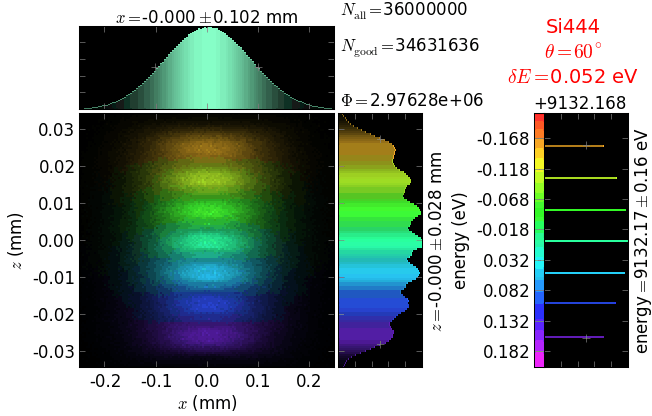 x = -0.000 ± 0.102 mm
N_all = 36000000
N_good = 34631636
Φ = 2.97628e+06
Si444
θ = 60°
δE = 0.052 eV
+9132.168
0.03
0.02
0.01
0.00
-0.01
-0.02
-0.03
z (mm)
-0.2
-0.1
0.0
0.1
0.2
x (mm)
z = -0.000 ± 0.028 mm
energy (eV)
-0.168
-0.118
-0.068
-0.018
0.032
0.082
0.132
0.182
energy = 9132.17 ± 0.16 eV